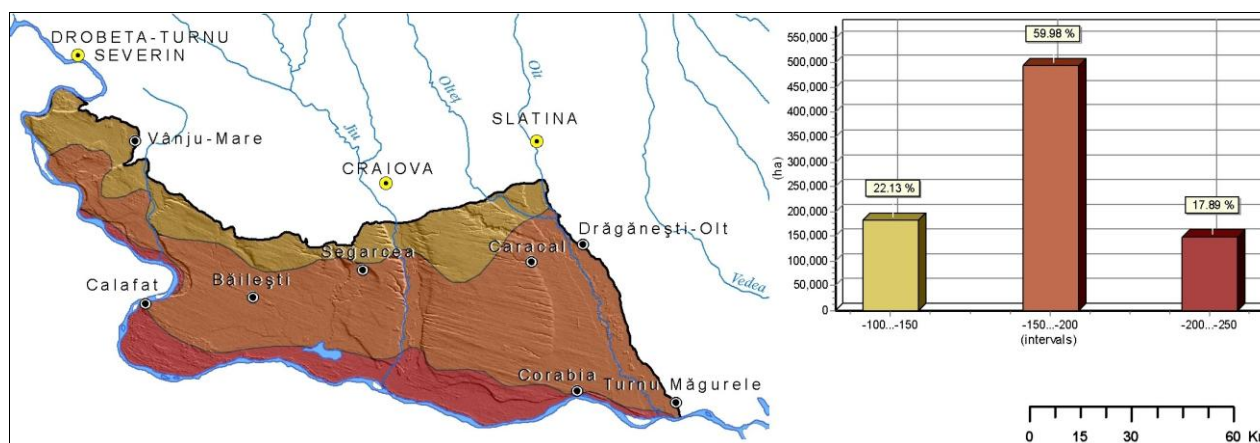 DROBETA-TURNU
SEVERIN
Vânju-Mare
Jiu
Olteţ
Olt
SLATINA
CRAIOVA
Drăgăneşti-Olt
Segarcea
Caracal
Vedea
Calafat
Băileşti
Corabia
Turnu Măgurele
59.98 %
22.13 %
17.89 %
550,000
500,000
450,000
400,000
350,000
300,000
250,000
200,000
150,000
100,000
50,000
0
(ha)
-100...-150
-150...-200
-200...-250
(intervals)
0 15 30 60 K